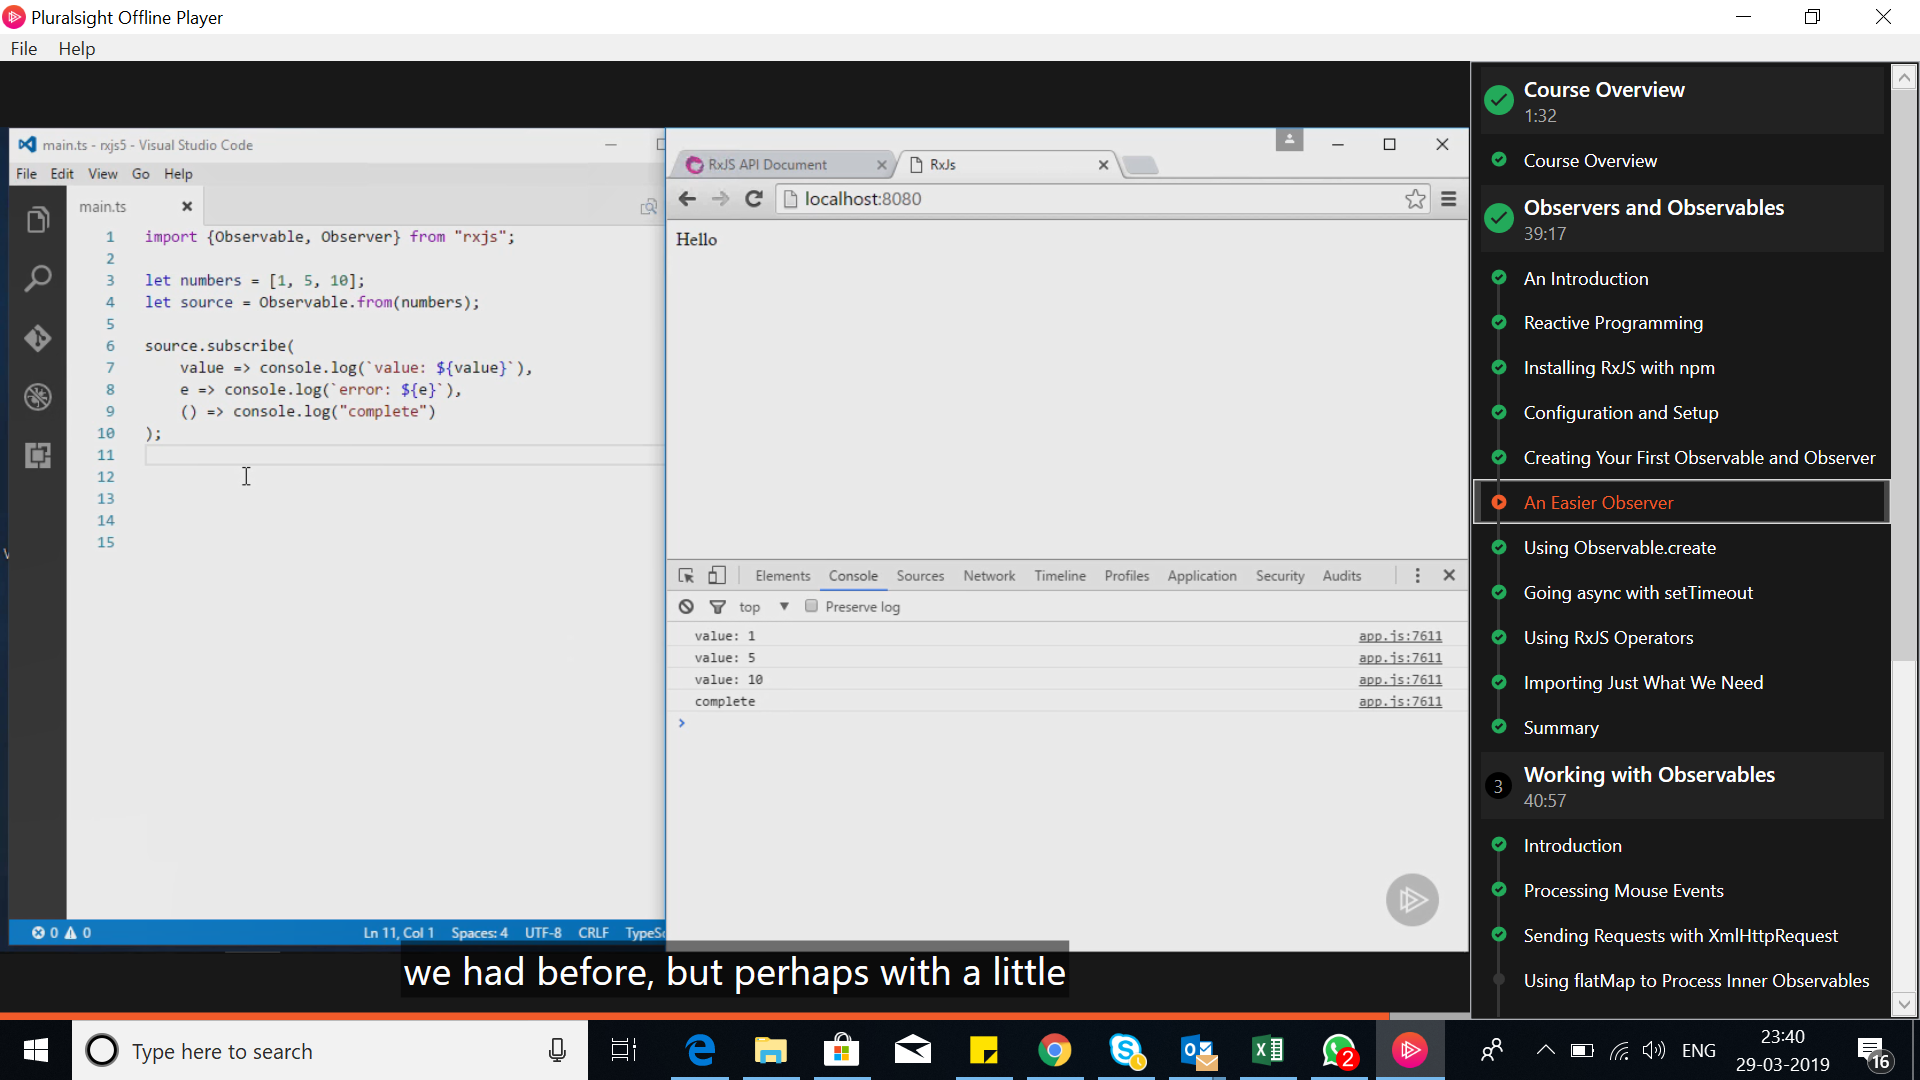 Pluralsight Offline Player
File Help
main.ts - rxjs5 - Visual Studio Code
File Edit View Go Help
main.ts
1 import {Observable, Observer} from "rxjs";
2
3 let numbers = [1, 5, 10];
4 let source = Observable.from(numbers);
5
6 source.subscribe(
7 value => console.log(`value: ${value}`),
8 e => console.log(`error: ${e}`),
9 () => console.log("complete")
10 );
11
12
13
14
15
0 0 Ln 11, Col 1 Spaces: 4 UTF-8 CRLF TypeSc
RxJS API Document
RxJs
localhost:8080
Hello
Elements Console Sources Network Timeline Profiles Application Security Audits
top Preserve log
value: 1 app.js:7611
value: 5 app.js:7611
value: 10 app.js:7611
complete app.js:7611
we had before, but perhaps with a little
Course Overview
1:32
Course Overview
Observers and Observables
39:17
An Introduction
Reactive Programming
Installing RxJS with npm
Configuration and Setup
Creating Your First Observable and Observer
An Easier Observer
Using Observable.create
Going async with setTimeout
Using RxJS Operators
Importing Just What We Need
Summary
3
Working with Observables
40:57
Introduction
Processing Mouse Events
Sending Requests with XmlHttpRequest
Using flatMap to Process Inner Observables
Type here to search
2
ENG
23:40
29-03-2019
16